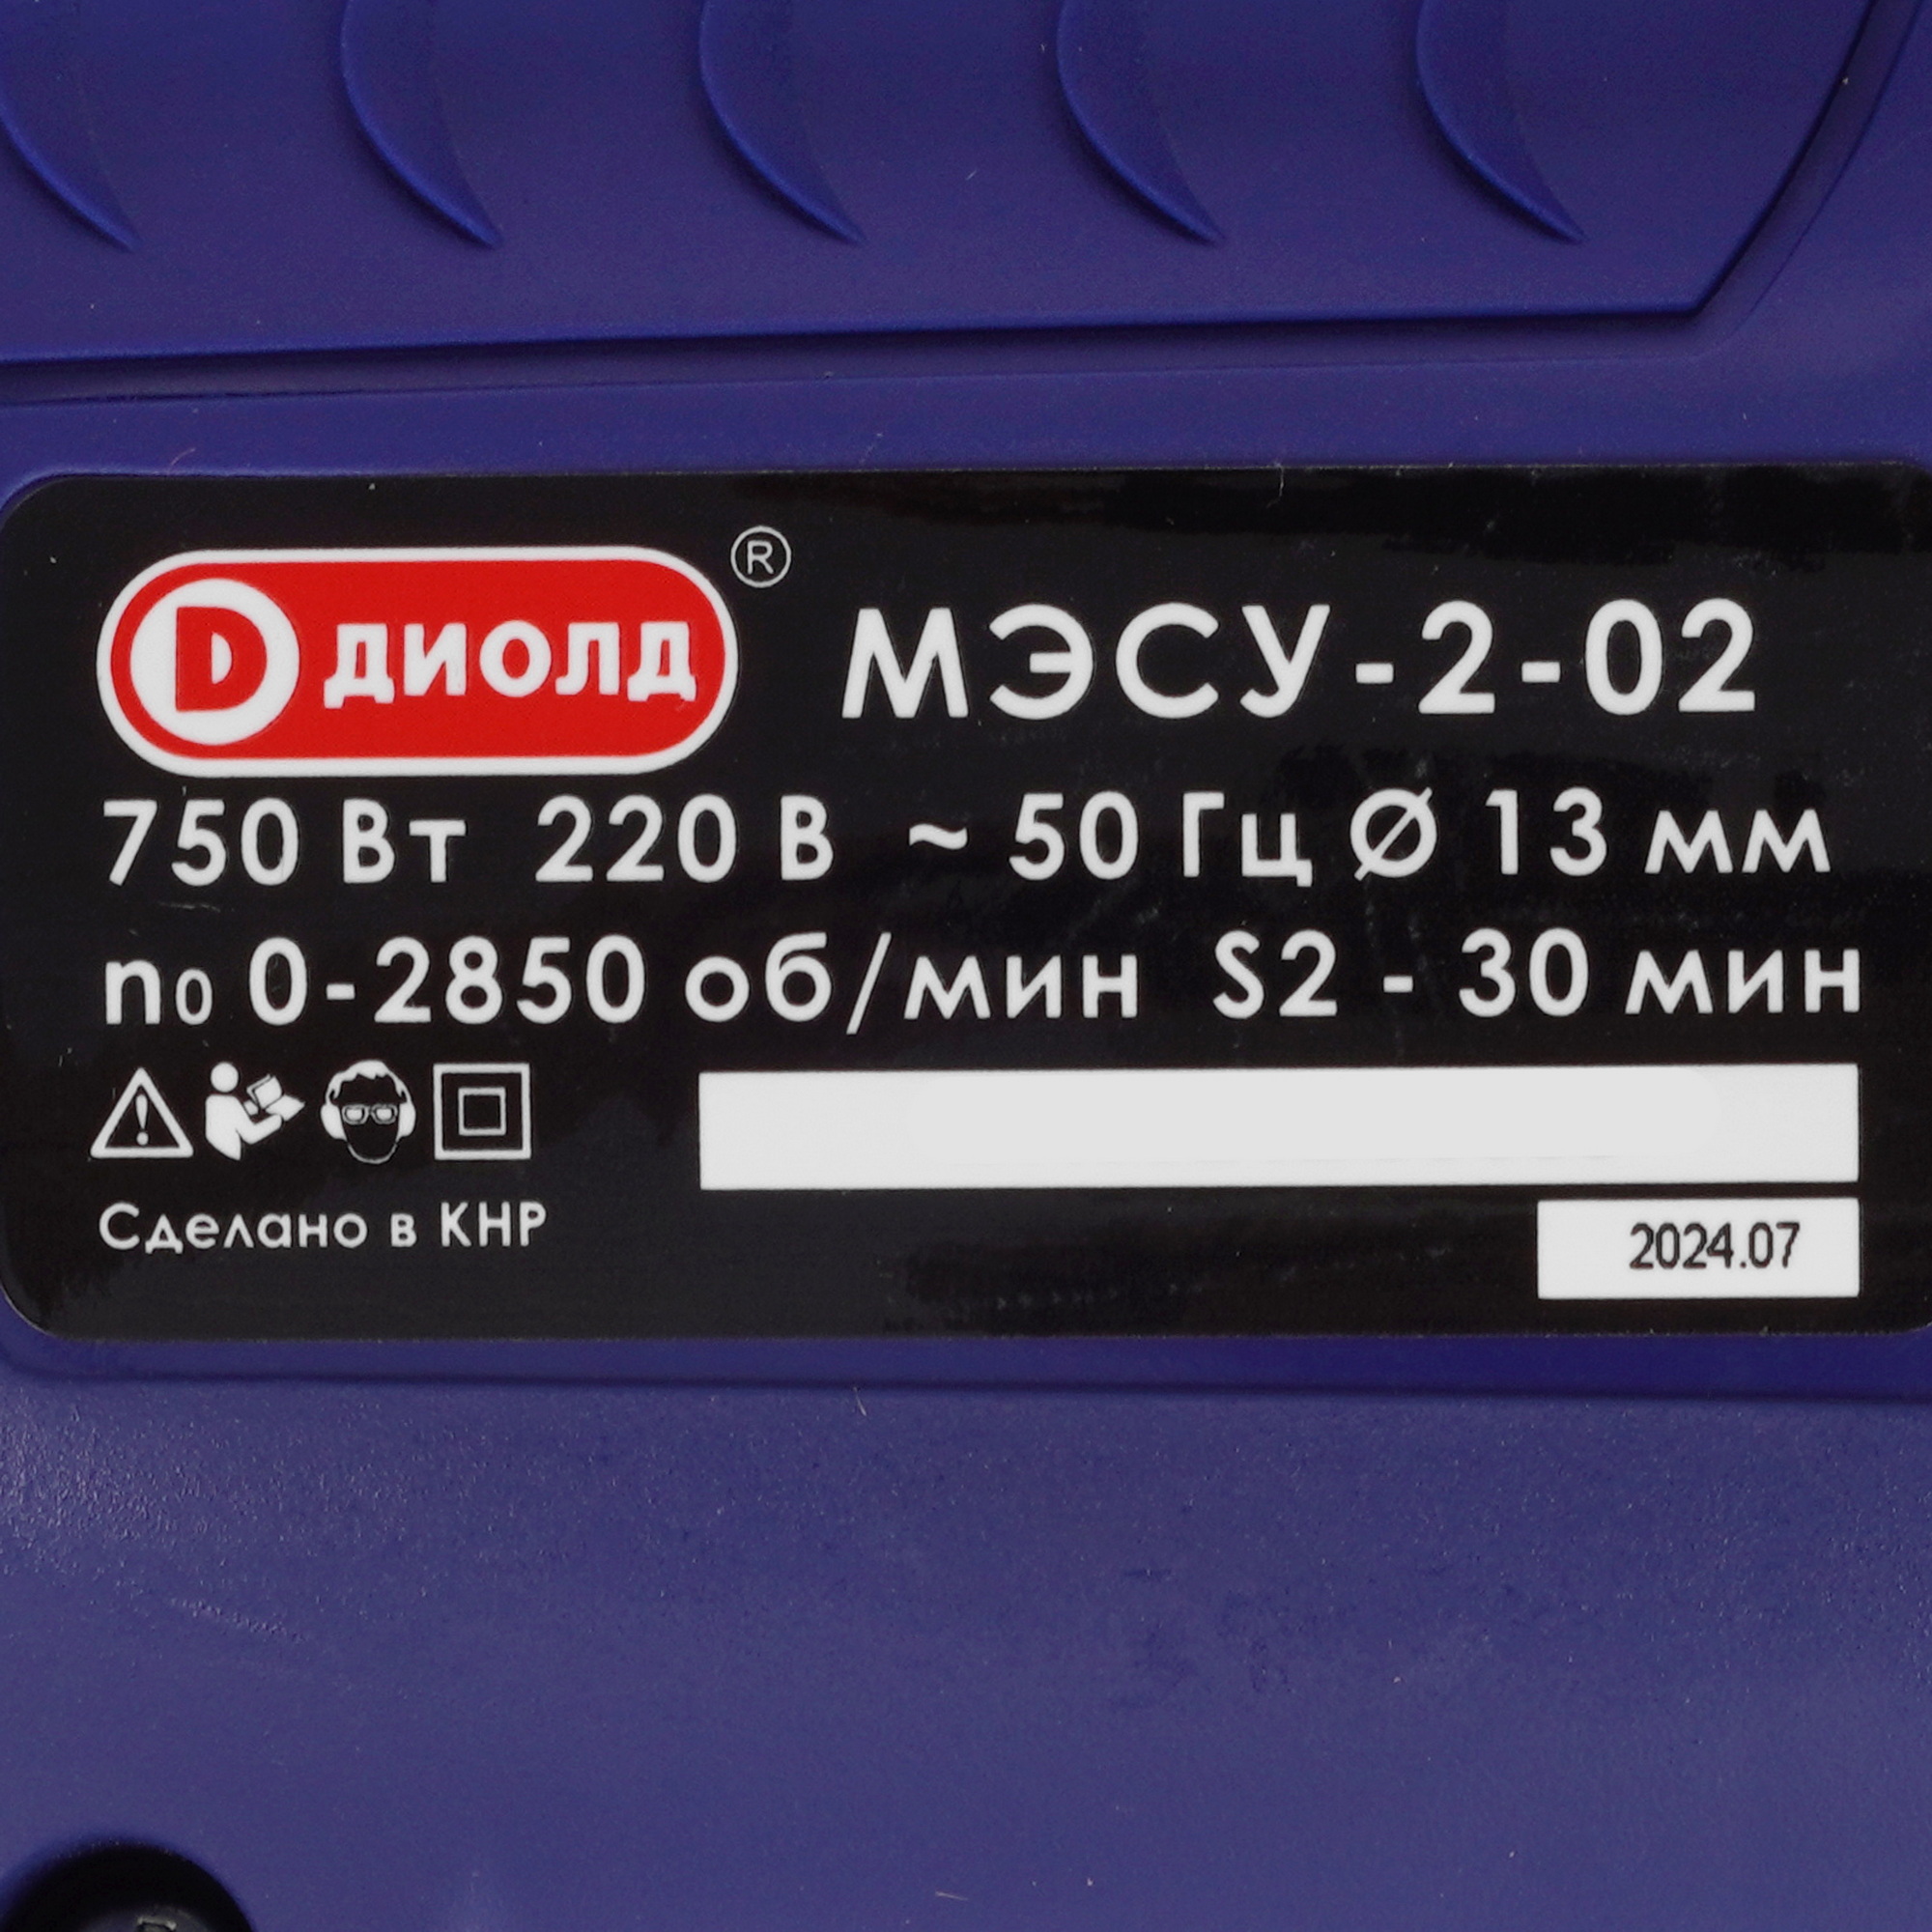 D ДИОЛД ® МЭСУ-2-02
750 Вт 220 В ~ 50 Гц Ø 13 мм
n0 0-2850 об/мин S2 - 30 мин
Сделано в КНР
2024.07